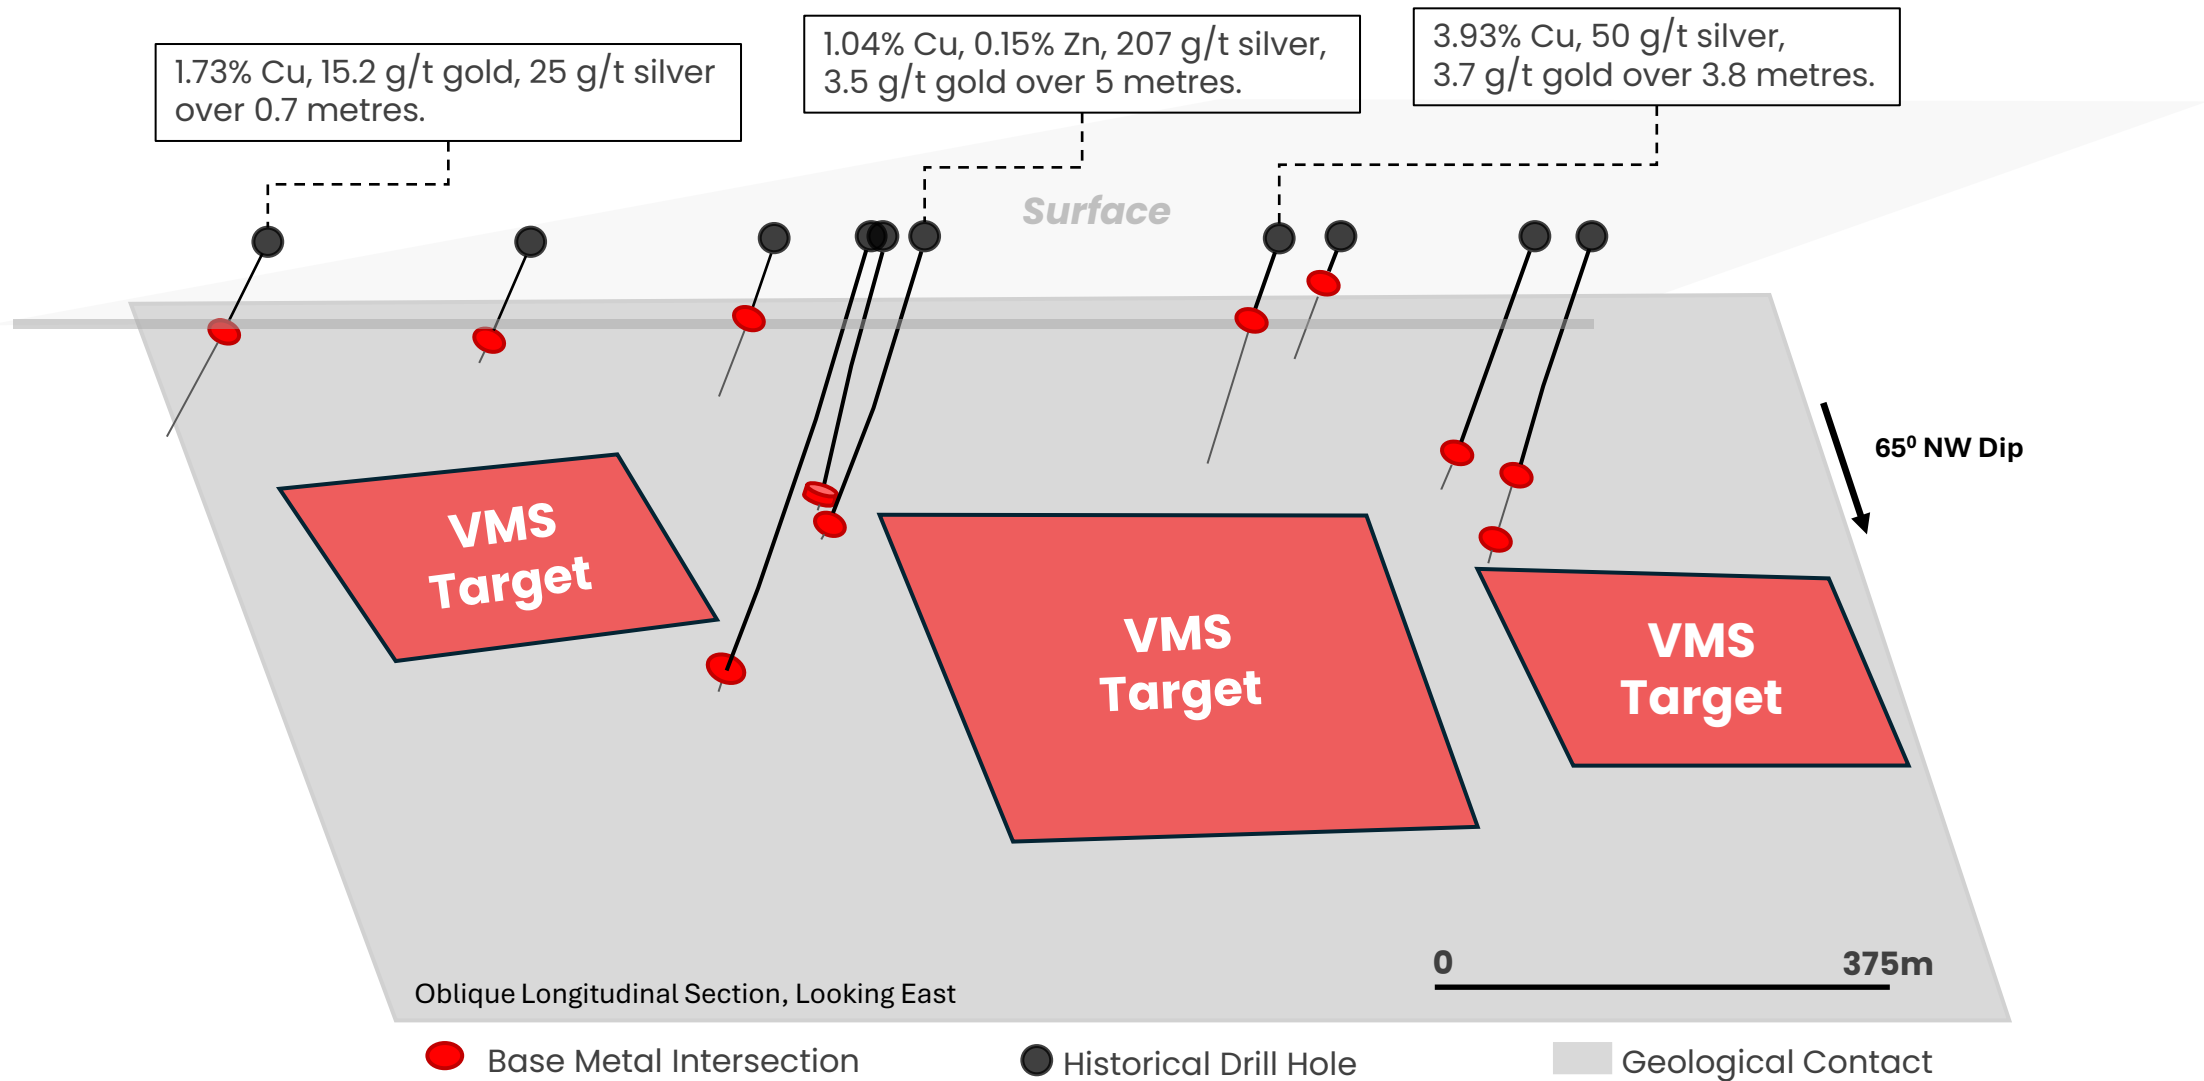 1.73% Cu, 15.2 g/t gold, 25 g/t silver
over 0.7 metres.
1.04% Cu, 0.15% Zn, 207 g/t silver,
3.5 g/t gold over 5 metres.
3.93% Cu, 50 g/t silver,
3.7 g/t gold over 3.8 metres.
Surface
65⁰ NW Dip
VMS
Target
VMS
Target
VMS
Target
0
375m
Oblique Longitudinal Section, Looking East
Base Metal Intersection
Historical Drill Hole
Geological Contact